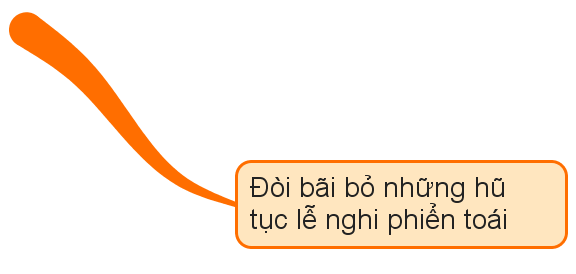 Đòi bãi bỏ những hũ
tục lễ nghi phiển toái